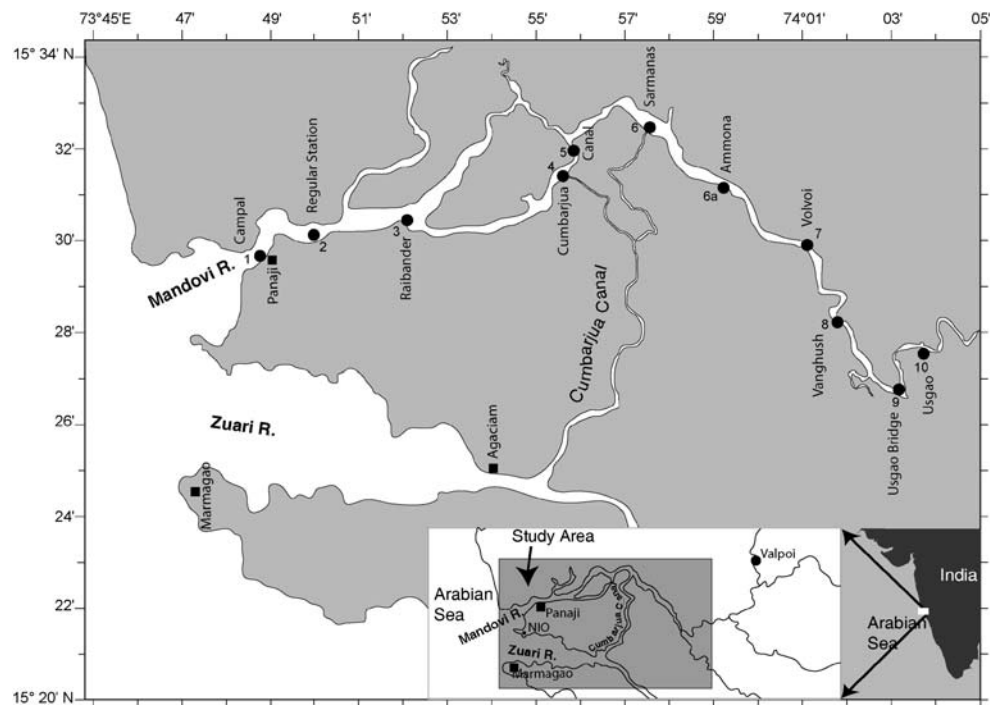 73°45'E 47' 49' 51' 53' 55' 57' 59' 74°01' 03' 05'
15° 34' N
32'
30'
28'
26'
24'
22'
15° 20' N
Campal
Regular Station
Raibander
Cumbarjua
Canal
Sarmanas
Ammona
Volvoi
Vanghush
Usgao Bridge
Usgao
1
2
3
4
5
6
6a
7
8
9
10
Mandovi R.
Panaji
Cumbarjua Canal
Zuari R.
Agaciam
Marmagao
Study Area
Arabian
Sea
Mandovi R.
Panaji
NIO
Cumbarjua Canal
Zuari R.
Marmagao
Valpoi
India
Arabian
Sea